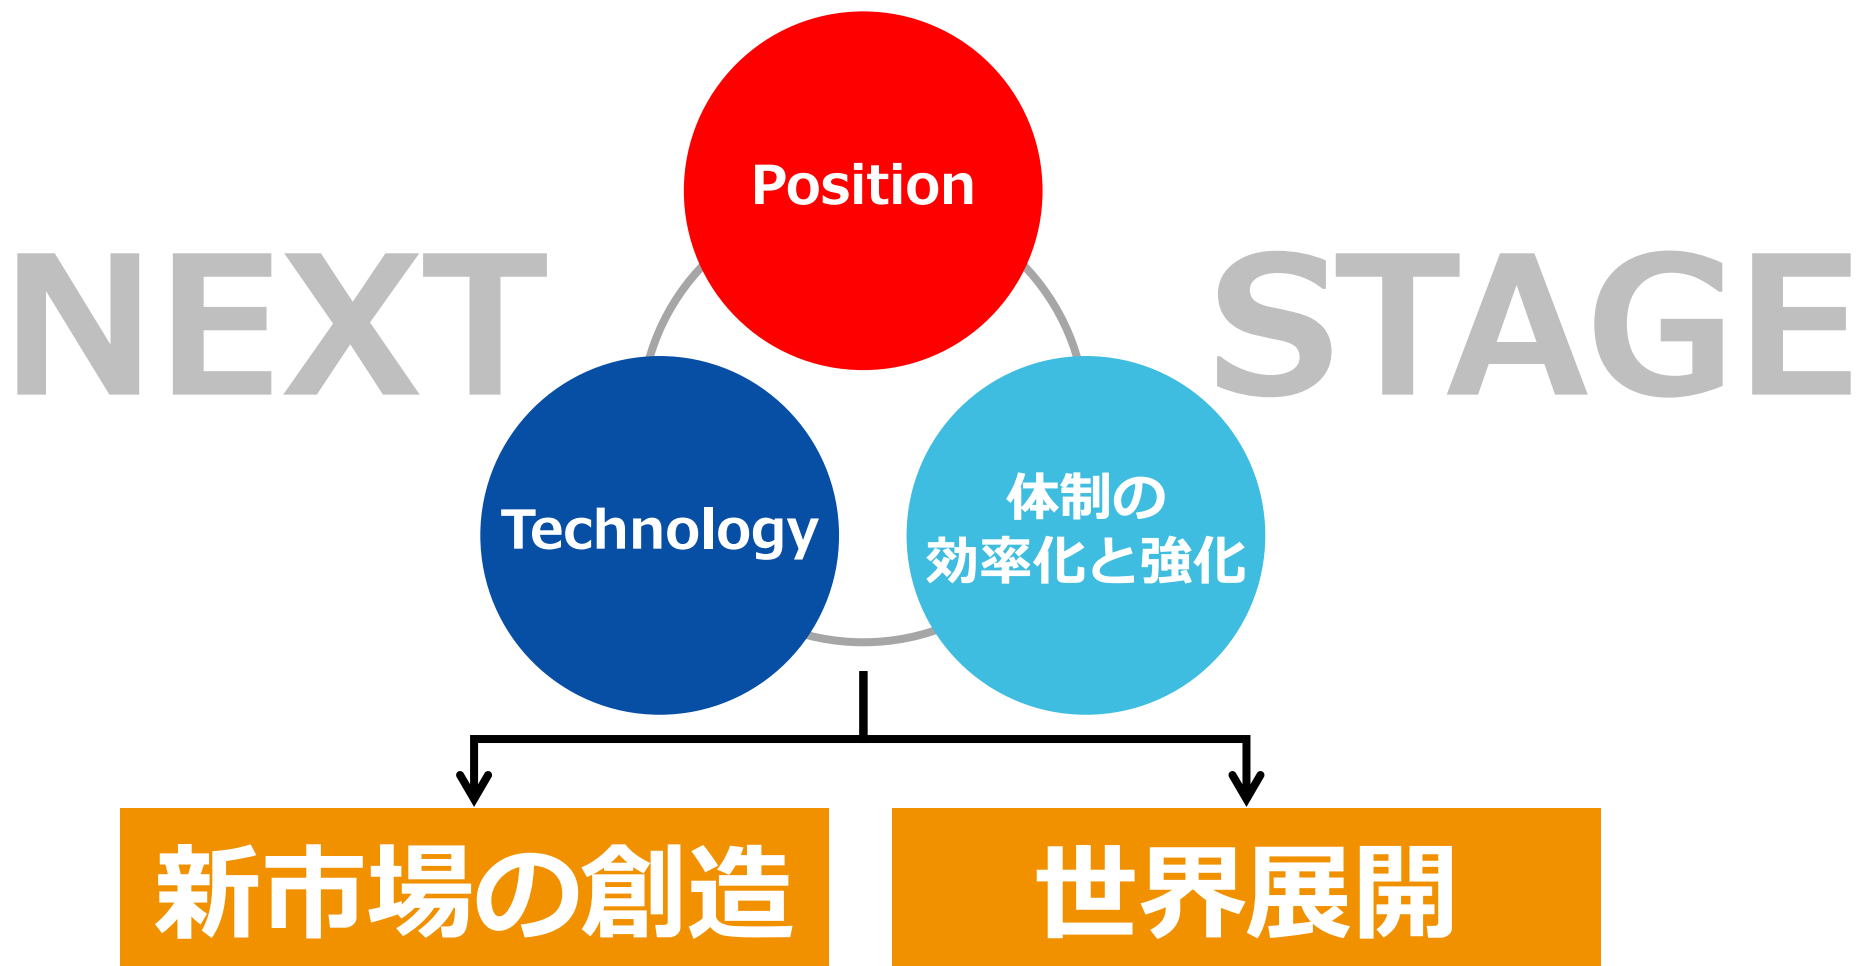 Position
NEXT
STAGE
Technology
体制の
効率化と強化
新市場の創造
世界展開